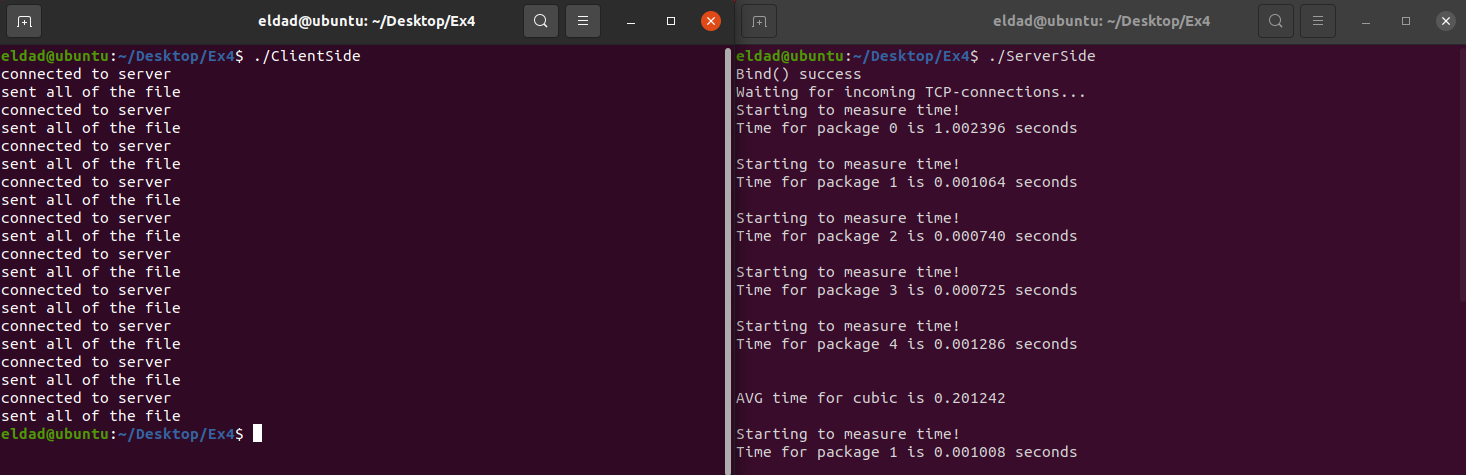 eldad@ubuntu: ~/Desktop/Ex4
eldad@ubuntu:~/Desktop/Ex4$ ./ClientSide
connected to server
sent all of the file
connected to server
sent all of the file
connected to server
sent all of the file
connected to server
sent all of the file
connected to server
sent all of the file
connected to server
sent all of the file
connected to server
sent all of the file
connected to server
sent all of the file
connected to server
sent all of the file
connected to server
sent all of the file
eldad@ubuntu:~/Desktop/Ex4$
eldad@ubuntu: ~/Desktop/Ex4
eldad@ubuntu:~/Desktop/Ex4$ ./ServerSide
Bind() success
Waiting for incoming TCP-connections...
Starting to measure time!
Time for package 0 is 1.002396 seconds
Starting to measure time!
Time for package 1 is 0.001064 seconds
Starting to measure time!
Time for package 2 is 0.000740 seconds
Starting to measure time!
Time for package 3 is 0.000725 seconds
Starting to measure time!
Time for package 4 is 0.001286 seconds
AVG time for cubic is 0.201242
Starting to measure time!
Time for package 1 is 0.001008 seconds